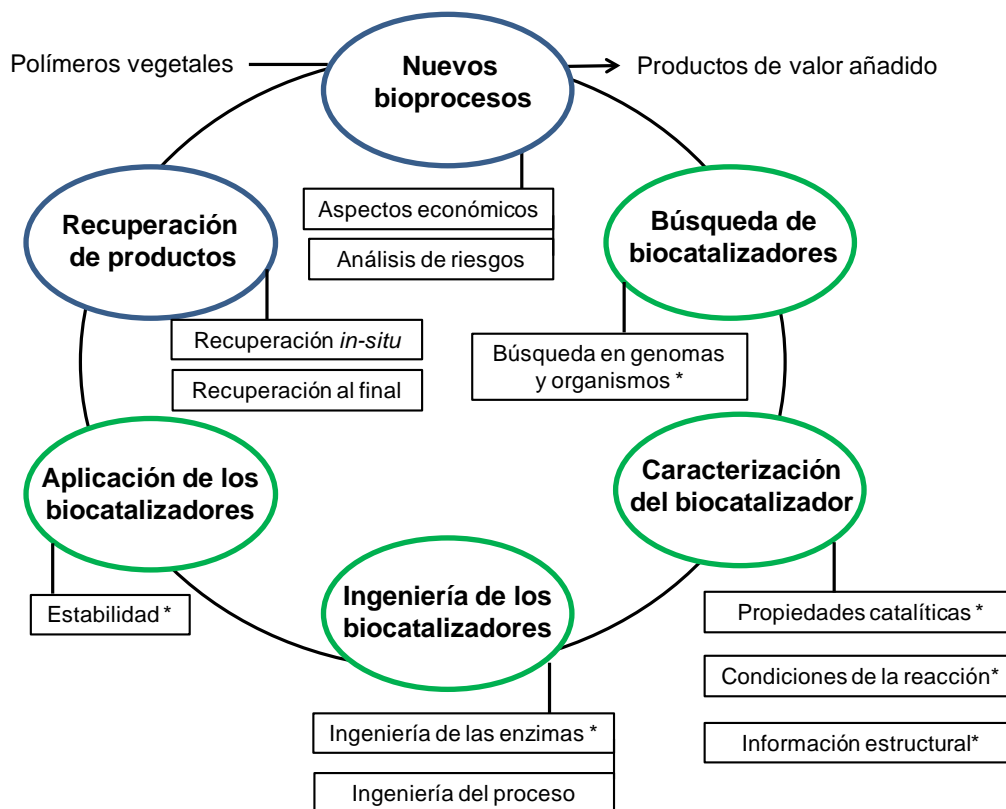 Polímeros vegetales
Nuevos
bioprocesos
Productos de valor añadido
Aspectos económicos
Análisis de riesgos
Recuperación
de productos
Búsqueda de
biocatalizadores
Recuperación in-situ
Recuperación al final
Búsqueda en genomas
y organismos *
Aplicación de los
biocatalizadores
Caracterización
del biocatalizador
Estabilidad *
Ingeniería de los
biocatalizadores
Propiedades catalíticas *
Condiciones de la reacción*
Información estructural*
Ingeniería de las enzimas *
Ingeniería del proceso